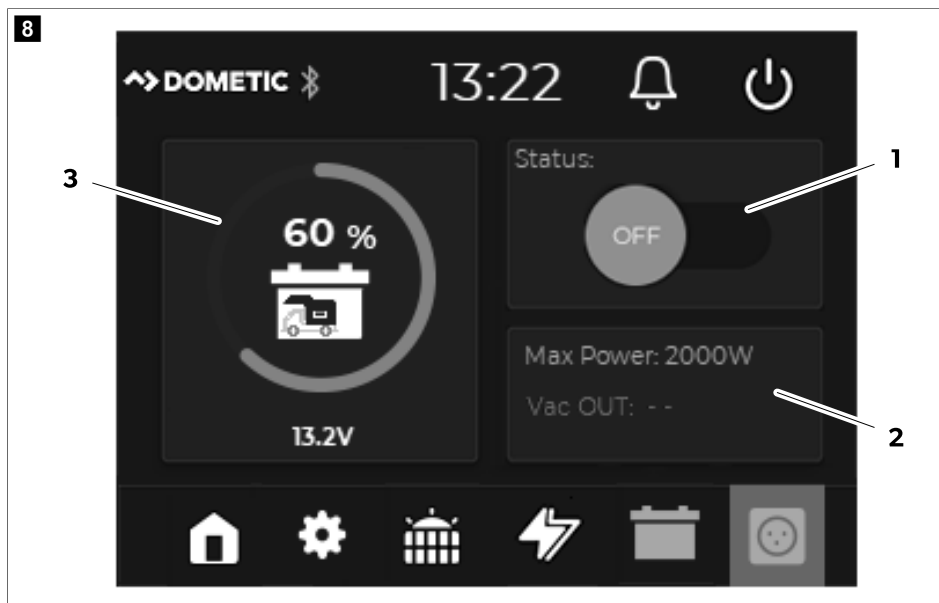 8
DOMETIC 13:22
Status:
OFF
60 %
13.2V
Max Power: 2000W
Vac OUT: - -
1
2
3